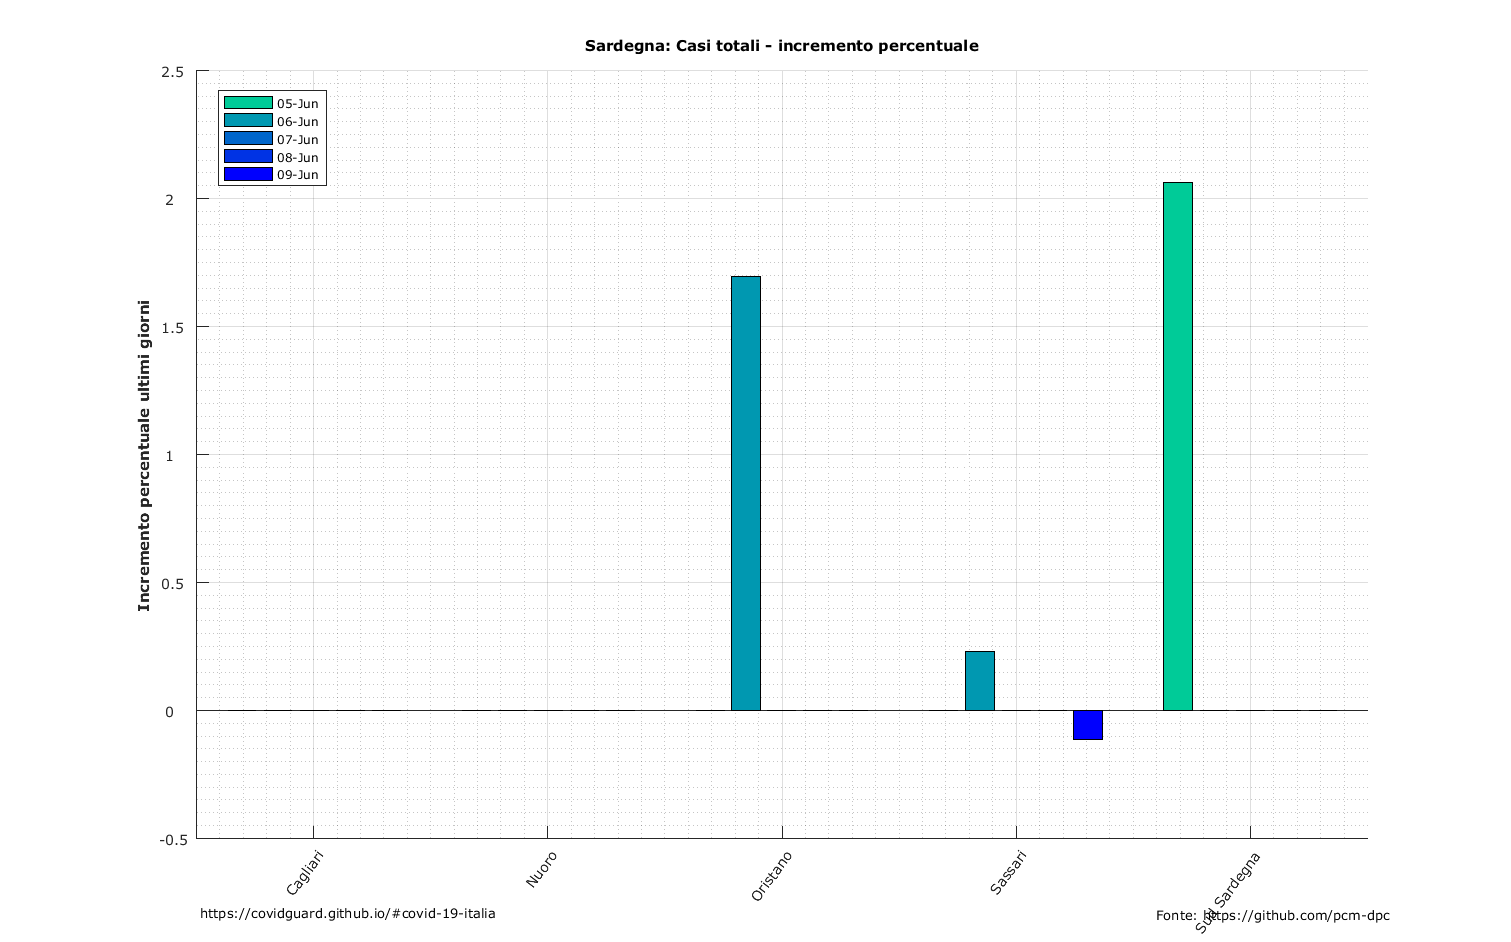 Sardegna: Casi totali - incremento percentuale
Incremento percentuale ultimi giorni
2.5
2
1.5
1
0.5
0
-0.5
05-Jun
06-Jun
07-Jun
08-Jun
09-Jun
Cagliari
Nuoro
Oristano
Sassari
Sud Sardegna
https://covidguard.github.io/#covid-19-italia
Fonte: https://github.com/pcm-dpc